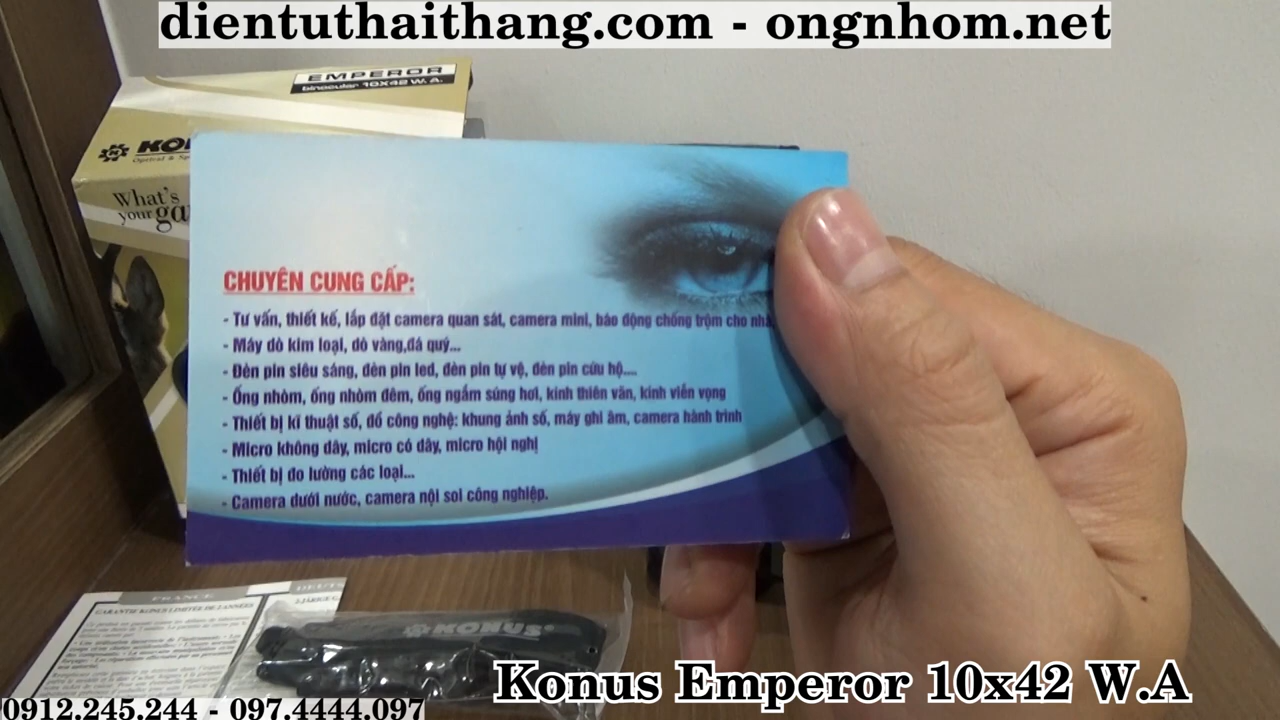 dientuthaithang.com - ongnhom.net
EMPEROR
binocular 10X42 W.A.
What's
your
CHUYÊN CUNG CẤP:
- Tư vấn, thiết kế, lắp đặt camera quan sát, camera mini, báo động chống trộm cho nhà,
- Máy dò kim loại, dò vàng,đá quý...
- Đèn pin siêu sáng, đèn pin led, đèn pin tự vệ, đèn pin cứu hộ....
- Ống nhòm, ống nhòm đêm, ống ngắm súng hơi, kính thiên văn, kính viễn vọng
- Thiết bị kĩ thuật số, đồ công nghệ: khung ảnh số, máy ghi âm, camera hành trình
- Micro không dây, micro có dây, micro hội nghị
- Thiết bị đo lường các loại...
- Camera dưới nước, camera nội soi công nghiệp.
FRANCE
GARANTIE KONUS LIMITEE DE 2 ANNEES
KONUS
Konus Emperor 10x42 W.A
0912.245.244 - 097.4444.097